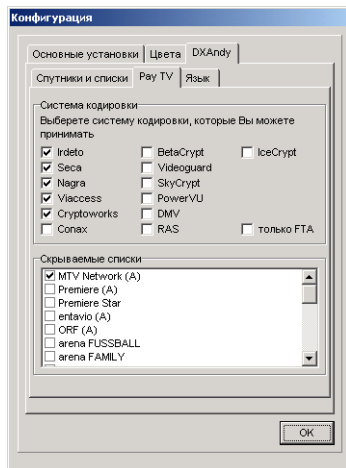 Конфигурация
Основные установки Цвета DXAndy
Спутники и списки Pay TV Язык
Система кодировки
Выберете систему кодировки, которые Вы можете
принимать
Irdeto BetaCrypt IceCrypt
Seca Videoguard
Nagra SkyCrypt
Viaccess PowerVU
Cryptoworks DMV
Conax RAS только FTA
Скрываемые списки
MTV Network (A)
Premiere (A)
Premiere Star
entavio (A)
ORF (A)
arena FUSSBALL
arena FAMILY
OK